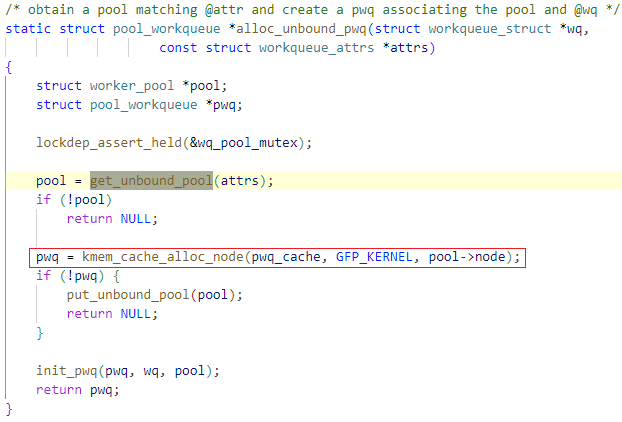 /* obtain a pool matching @attr and create a pwq associating the pool and @wq */
static struct pool_workqueue *alloc_unbound_pwq(struct workqueue_struct *wq,
const struct workqueue_attrs *attrs)
{
struct worker_pool *pool;
struct pool_workqueue *pwq;
lockdep_assert_held(&wq_pool_mutex);
pool = get_unbound_pool(attrs);
if (!pool)
return NULL;
pwq = kmem_cache_alloc_node(pwq_cache, GFP_KERNEL, pool->node);
if (!pwq) {
put_unbound_pool(pool);
return NULL;
}
init_pwq(pwq, wq, pool);
return pwq;
}